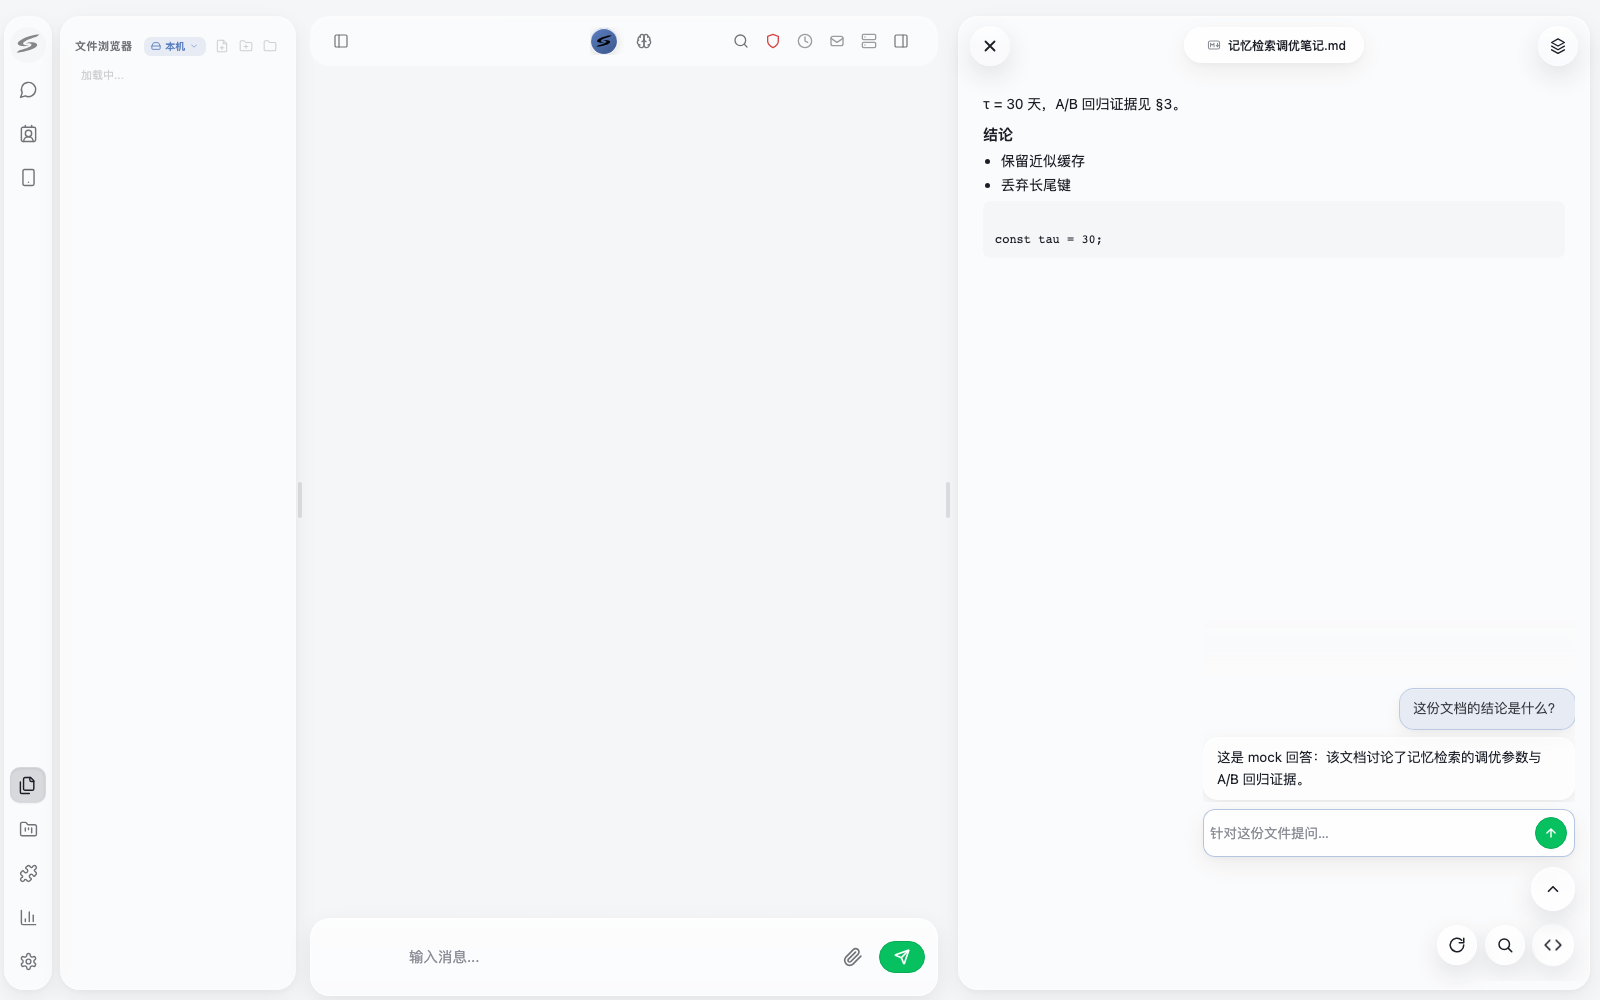 文件浏览器
本机
加载中...
输入消息...
记忆检索调优笔记.md
τ = 30 天，A/B 回归证据见 §3。
结论
• 保留近似缓存
• 丢弃长尾键
const tau = 30;
这份文档的结论是什么？
这是 mock 回答：该文档讨论了记忆检索的调优参数与
A/B 回归证据。
针对这份文件提问...